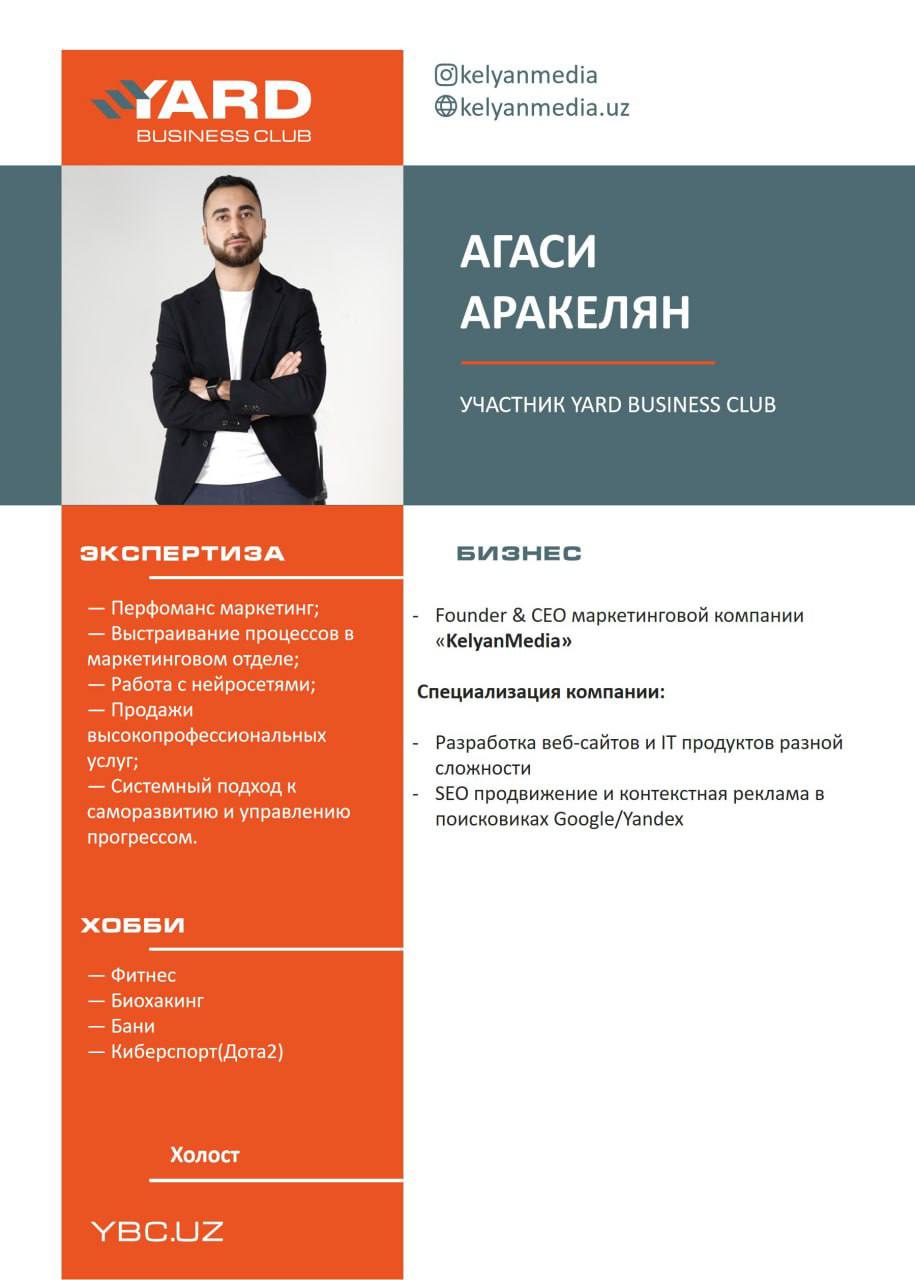 YARD
BUSINESS CLUB
kelyanmedia
kelyanmedia.uz
АГАСИ
АРАКЕЛЯН
УЧАСТНИК YARD BUSINESS CLUB
ЭКСПЕРТИЗА
— Перфоманс маркетинг;
— Выстраивание процессов в
маркетинговом отделе;
— Работа с нейросетями;
— Продажи
высокопрофессиональных
услуг;
— Системный подход к
саморазвитию и управлению
прогрессом.
ХОББИ
— Фитнес
— Биохакинг
— Бани
— Киберспорт(Дота2)
Холост
YBC.UZ
БИЗНЕС
- Founder & CEO маркетинговой компании
«KelyanMedia»
Специализация компании:
- Разработка веб-сайтов и IT продуктов разной
сложности
- SEO продвижение и контекстная реклама в
поисковиках Google/Yandex